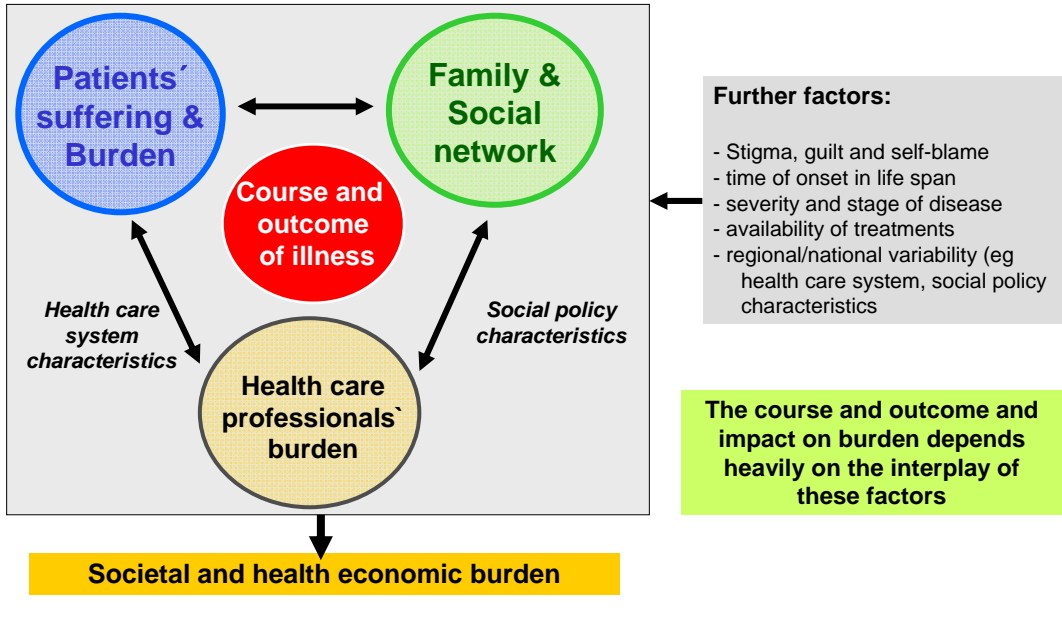 Patients´
suffering &
Burden
Family &
Social
network
Course and
outcome
of illness
Health care
system
characteristics
Social policy
characteristics
Health care
professionals`
burden
Societal and health economic burden
Further factors:
- Stigma, guilt and self-blame
- time of onset in life span
- severity and stage of disease
- availability of treatments
- regional/national variability (eg
health care system, social policy
characteristics
The course and outcome and
impact on burden depends
heavily on the interplay of
these factors